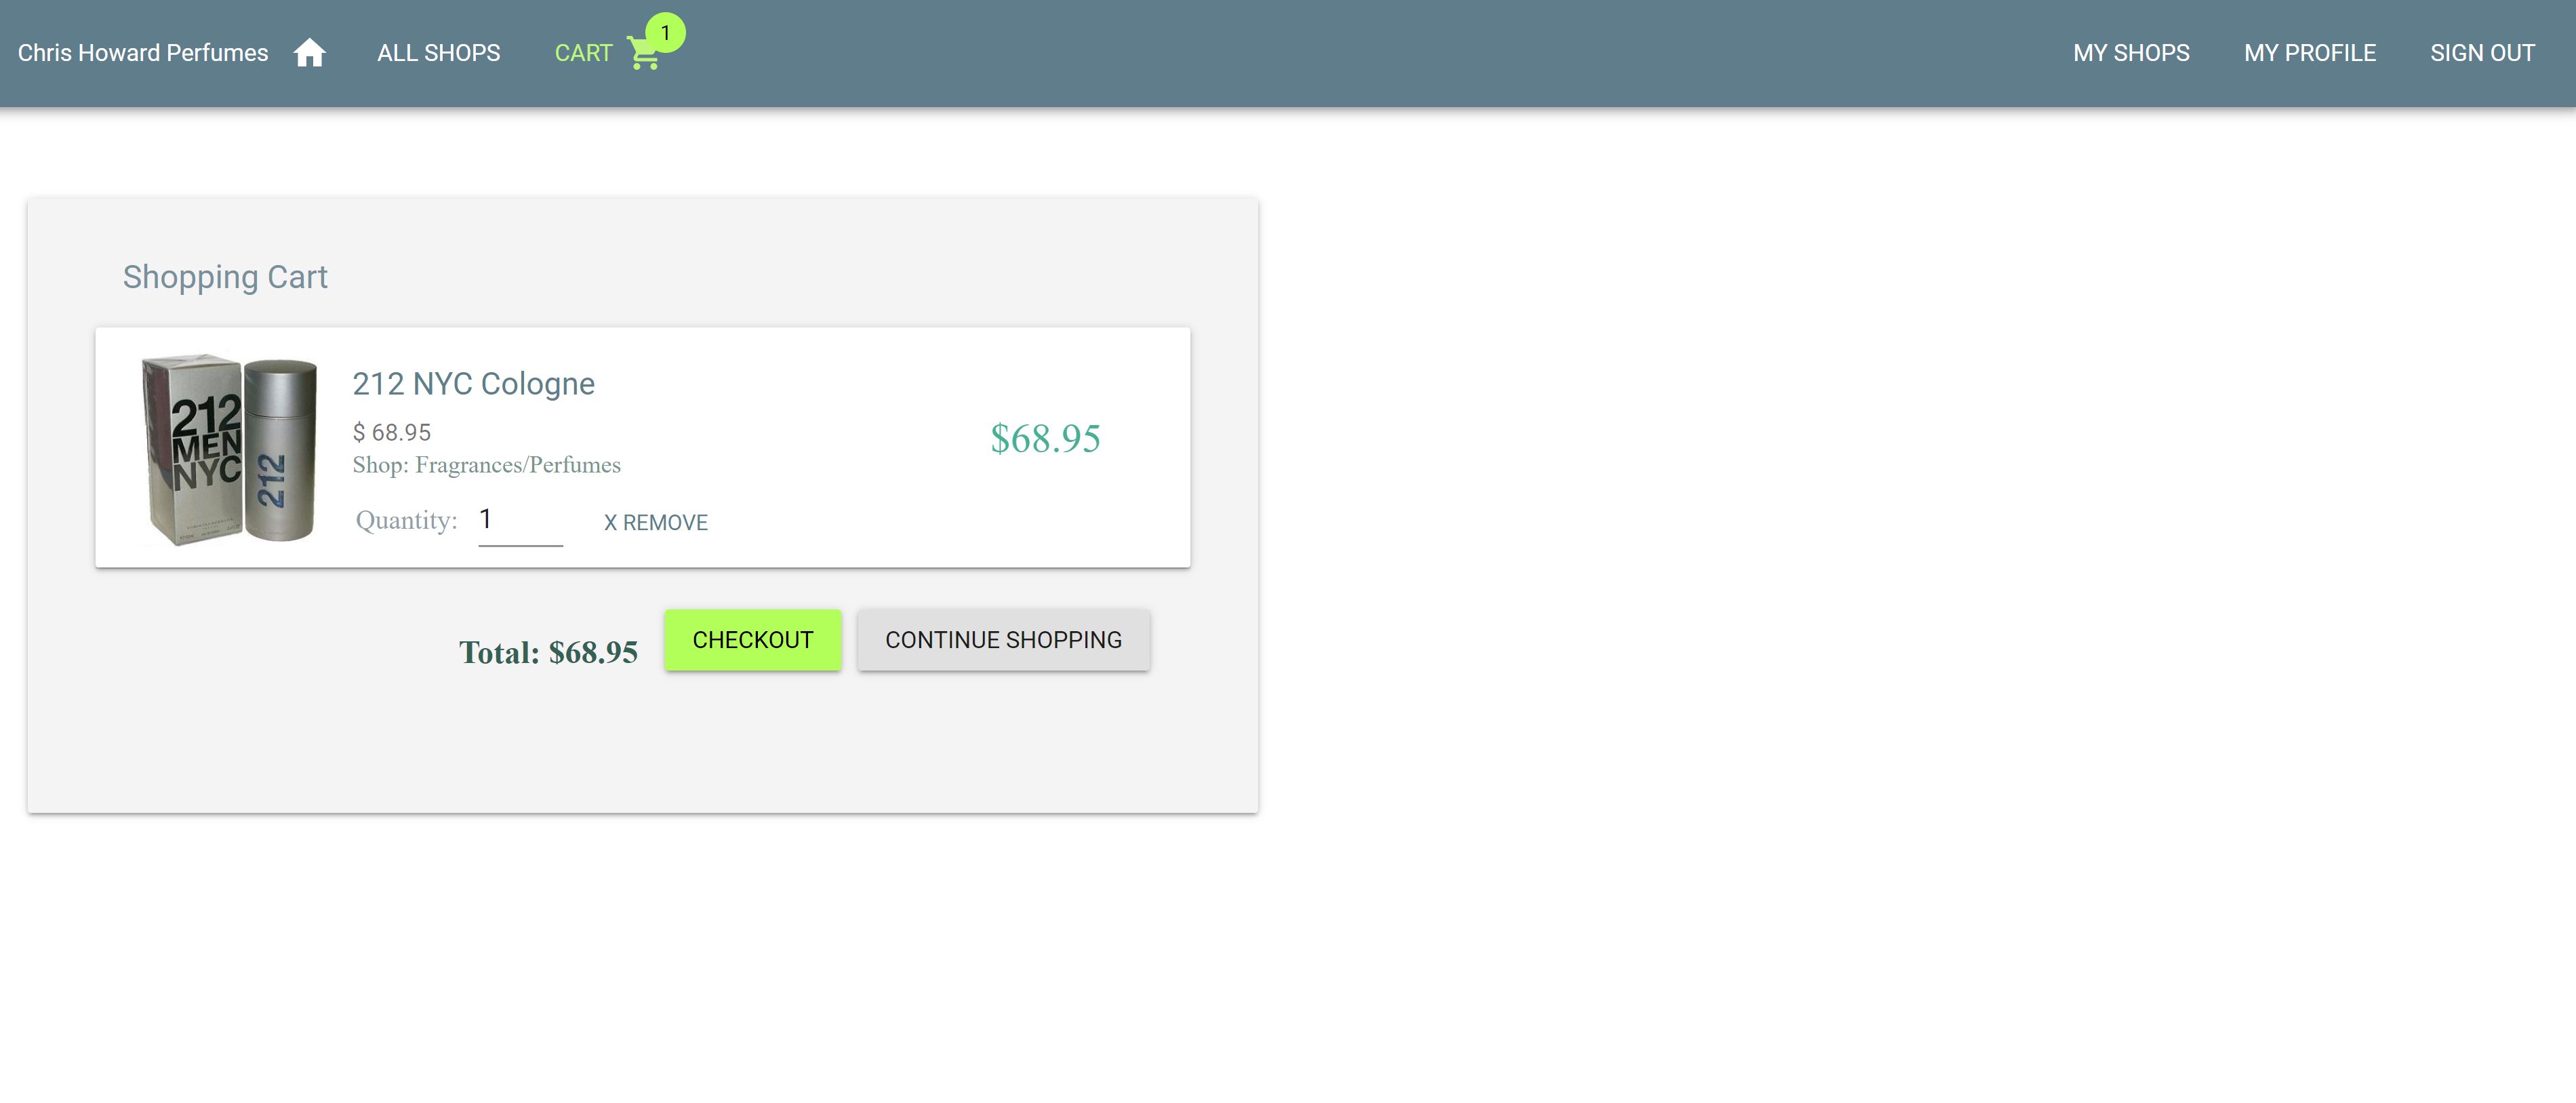 Chris Howard Perfumes ALL SHOPS CART 1 MY SHOPS MY PROFILE SIGN OUT
Shopping Cart
212
MEN
NYC
212
212 NYC Cologne
$ 68.95
Shop: Fragrances/Perfumes
$68.95
Quantity: 1 X REMOVE
Total: $68.95 CHECKOUT CONTINUE SHOPPING